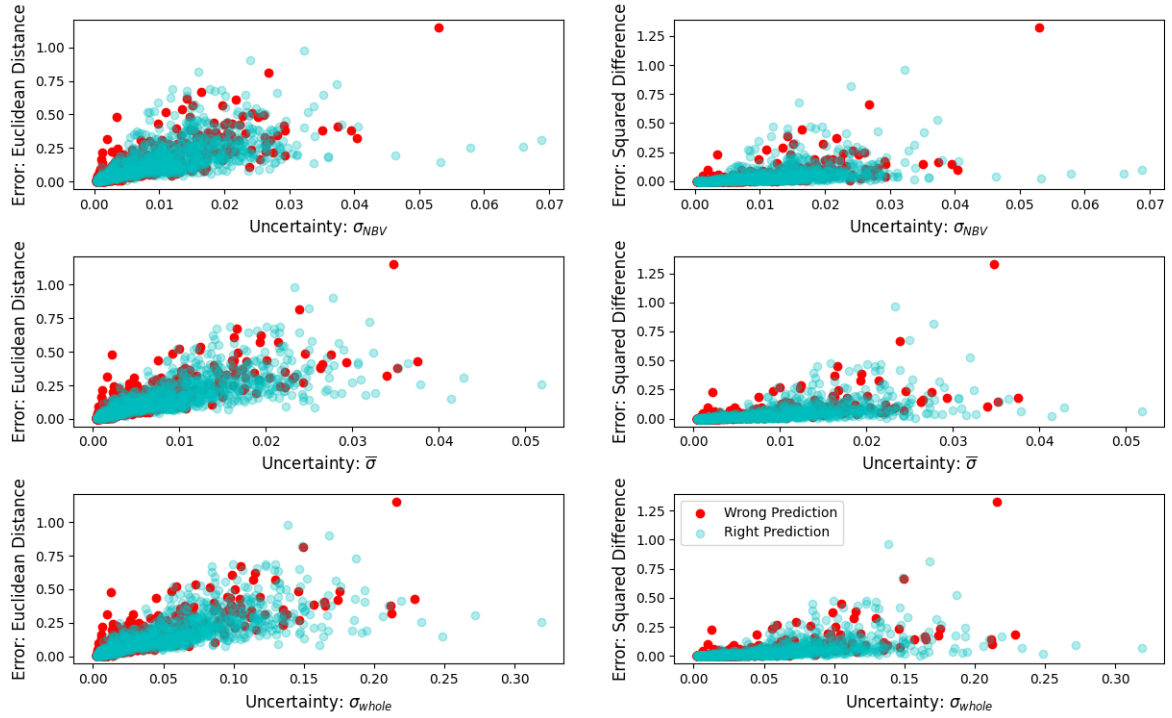 Error: Euclidean Distance
1.00
0.75
0.50
0.25
0.00
0.00 0.01 0.02 0.03 0.04 0.05 0.06 0.07
Uncertainty: σNBV
Error: Squared Difference
1.25
1.00
0.75
0.50
0.25
0.00
0.00 0.01 0.02 0.03 0.04 0.05 0.06 0.07
Uncertainty: σNBV
Error: Euclidean Distance
1.00
0.75
0.50
0.25
0.00
0.00 0.01 0.02 0.03 0.04 0.05
Uncertainty: σ̅
Error: Squared Difference
1.25
1.00
0.75
0.50
0.25
0.00
0.00 0.01 0.02 0.03 0.04 0.05
Uncertainty: σ̅
Error: Euclidean Distance
1.00
0.75
0.50
0.25
0.00
0.00 0.05 0.10 0.15 0.20 0.25 0.30
Uncertainty: σwhole
Error: Squared Difference
1.25
1.00
0.75
0.50
0.25
0.00
Wrong Prediction
Right Prediction
0.00 0.05 0.10 0.15 0.20 0.25 0.30
Uncertainty: σwhole